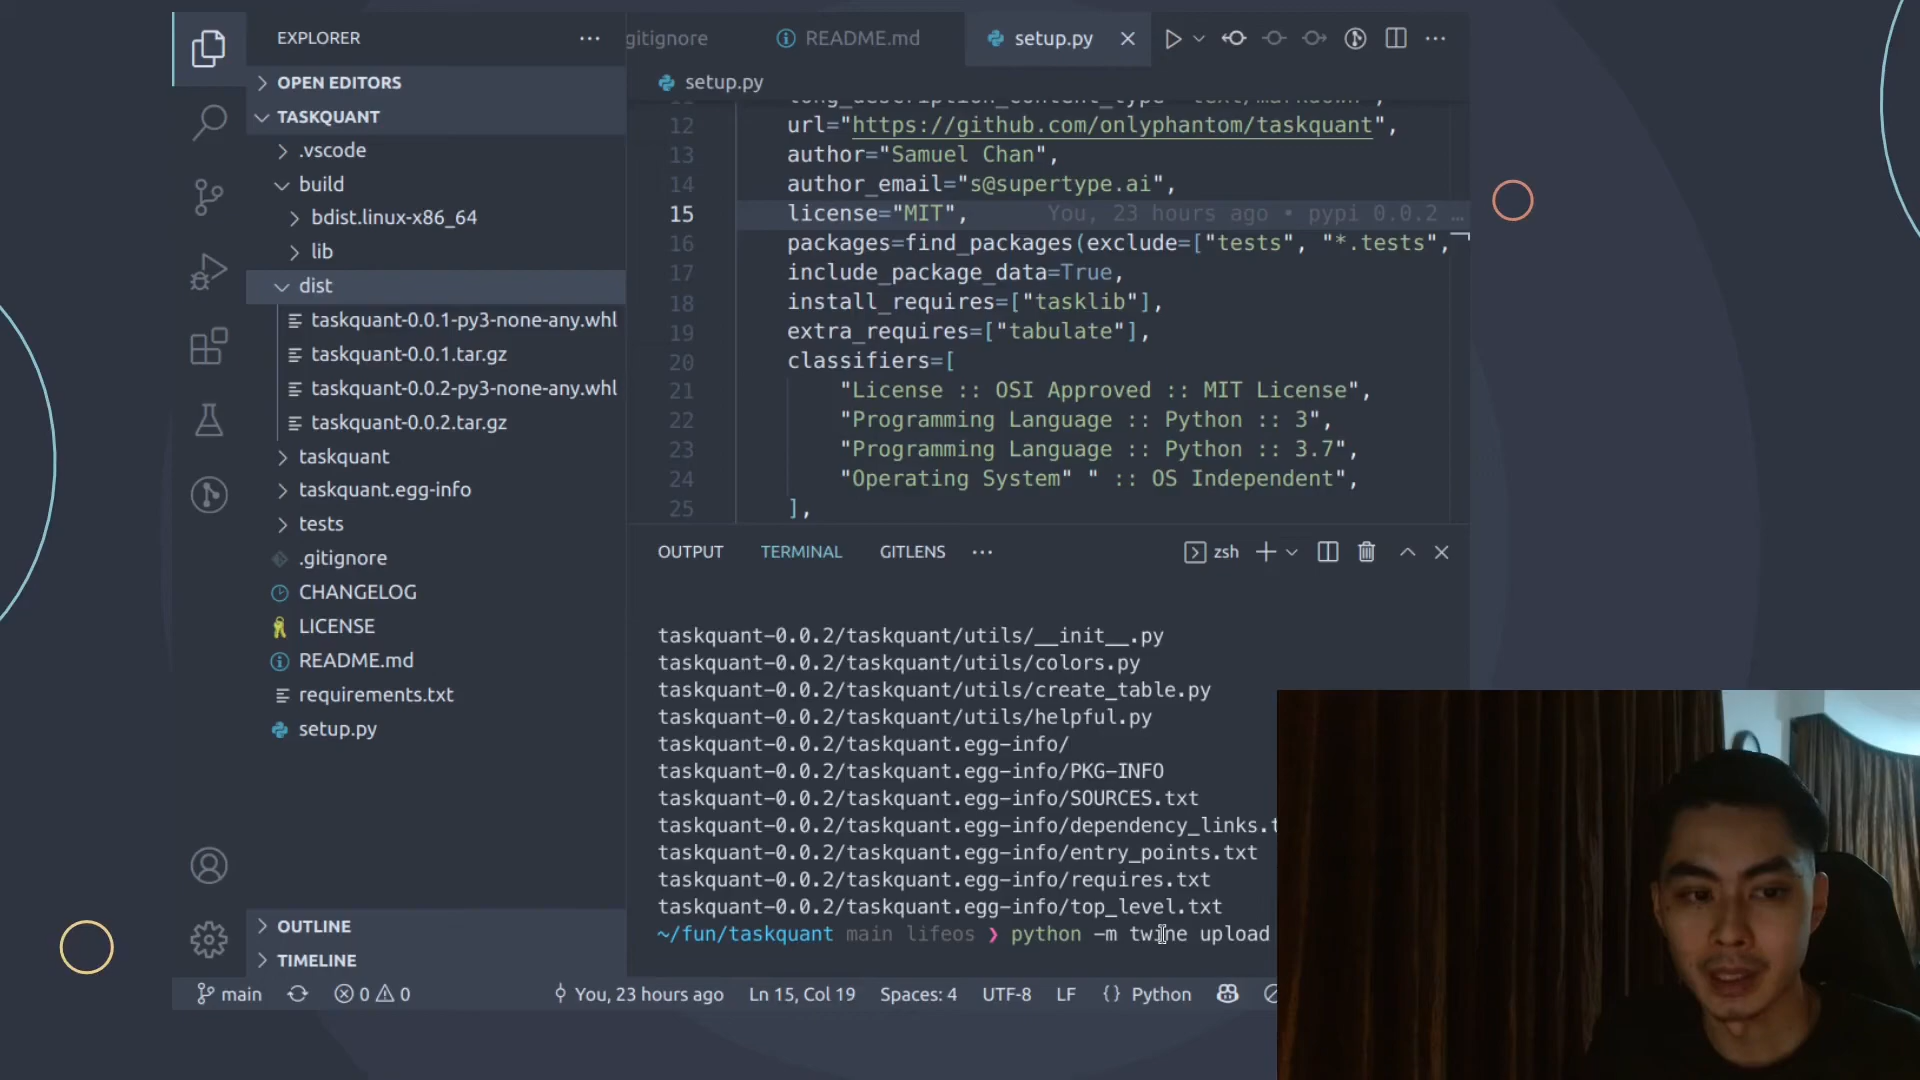 EXPLORER
OPEN EDITORS
TASKQUANT
.vscode
build
bdist.linux-x86_64
lib
dist
taskquant-0.0.1-py3-none-any.whl
taskquant-0.0.1.tar.gz
taskquant-0.0.2-py3-none-any.whl
taskquant-0.0.2.tar.gz
taskquant
taskquant.egg-info
tests
.gitignore
CHANGELOG
LICENSE
README.md
requirements.txt
setup.py
OUTLINE
TIMELINE
gitignore README.md setup.py
setup.py
long_description_content_type="text/markdown",
12 url="https://github.com/onlyphantom/taskquant",
13 author="Samuel Chan",
14 author_email="s@supertype.ai",
15 license="MIT", You, 23 hours ago • pypi 0.0.2 …
16 packages=find_packages(exclude=["tests", "*.tests",
17 include_package_data=True,
18 install_requires=["tasklib"],
19 extra_requires=["tabulate"],
20 classifiers=[
21 "License :: OSI Approved :: MIT License",
22 "Programming Language :: Python :: 3",
23 "Programming Language :: Python :: 3.7",
24 "Operating System" " :: OS Independent",
25 ],
OUTPUT TERMINAL GITLENS zsh
taskquant-0.0.2/taskquant/utils/__init__.py
taskquant-0.0.2/taskquant/utils/colors.py
taskquant-0.0.2/taskquant/utils/create_table.py
taskquant-0.0.2/taskquant/utils/helpful.py
taskquant-0.0.2/taskquant.egg-info/
taskquant-0.0.2/taskquant.egg-info/PKG-INFO
taskquant-0.0.2/taskquant.egg-info/SOURCES.txt
taskquant-0.0.2/taskquant.egg-info/dependency_links.t
taskquant-0.0.2/taskquant.egg-info/entry_points.txt
taskquant-0.0.2/taskquant.egg-info/requires.txt
taskquant-0.0.2/taskquant.egg-info/top_level.txt
~/fun/taskquant main lifeos ❯ python -m twine upload
main 0 0 You, 23 hours ago Ln 15, Col 19 Spaces: 4 UTF-8 LF {} Python